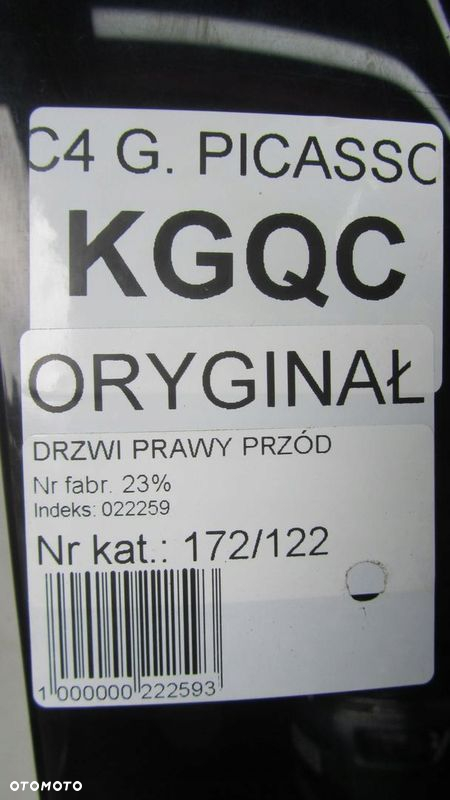 C4 G. PICASSO
KGQC
ORYGINAŁ
DRZWI PRAWY PRZÓD
Nr fabr. 23%
Indeks: 022259
Nr kat.: 172/122
1 000000 222593
OTOMOTO